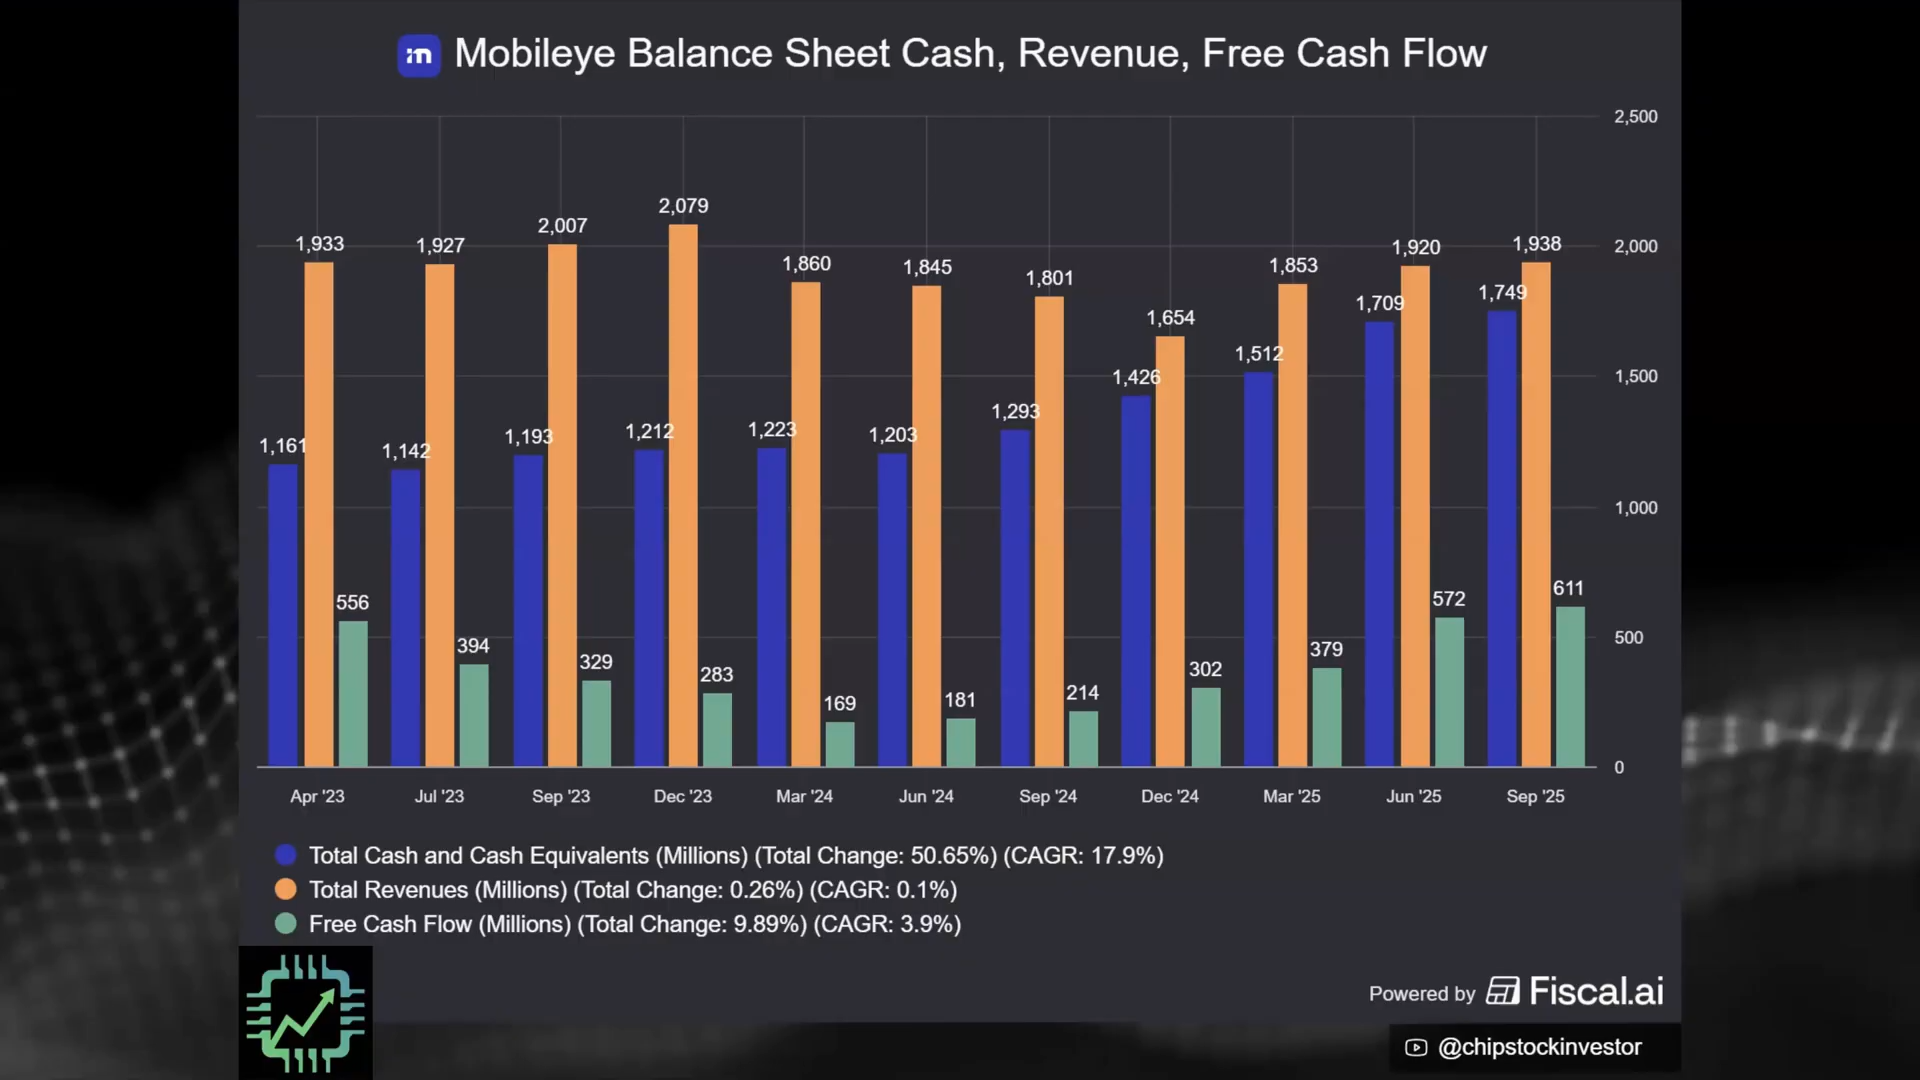 Mobileye Balance Sheet Cash, Revenue, Free Cash Flow
2,500
2,000
1,500
1,000
500
0
1,161 1,933 556
1,142 1,927 394
1,193 2,007 329
1,212 2,079 283
1,223 1,860 169
1,203 1,845 181
1,293 1,801 214
1,426 1,654 302
1,512 1,853 379
1,709 1,920 572
1,749 1,938 611
Apr '23 Jul '23 Sep '23 Dec '23 Mar '24 Jun '24 Sep '24 Dec '24 Mar '25 Jun '25 Sep '25
Total Cash and Cash Equivalents (Millions) (Total Change: 50.65%) (CAGR: 17.9%)
Total Revenues (Millions) (Total Change: 0.26%) (CAGR: 0.1%)
Free Cash Flow (Millions) (Total Change: 9.89%) (CAGR: 3.9%)
Powered by Fiscal.ai
@chipstockinvestor